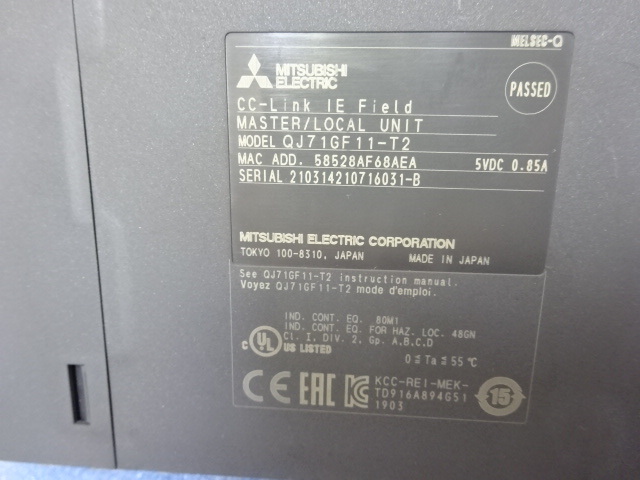 MELSEC-Q
MITSUBISHI
ELECTRIC
PASSED
CC-Link IE Field
MASTER/LOCAL UNIT
MODEL QJ71GF11-T2
MAC ADD. 58528AF68AEA 5VDC 0.85A
SERIAL 210314210716031-B
MITSUBISHI ELECTRIC CORPORATION
TOKYO 100-8310, JAPAN MADE IN JAPAN
See QJ71GF11-T2 instruction manual.
Voyez QJ71GF11-T2 mode d'emploi.
IND. CONT. EQ. 80M1
IND. CONT. EQ. FOR HAZ. LOC. 48GN
Cl. I, DIV. 2, Gp. A,B,C,D
C UL US LISTED
0≦Ta≦55℃
CE EAC KCC-REI-MEK-
TD916A894G51
1903
15